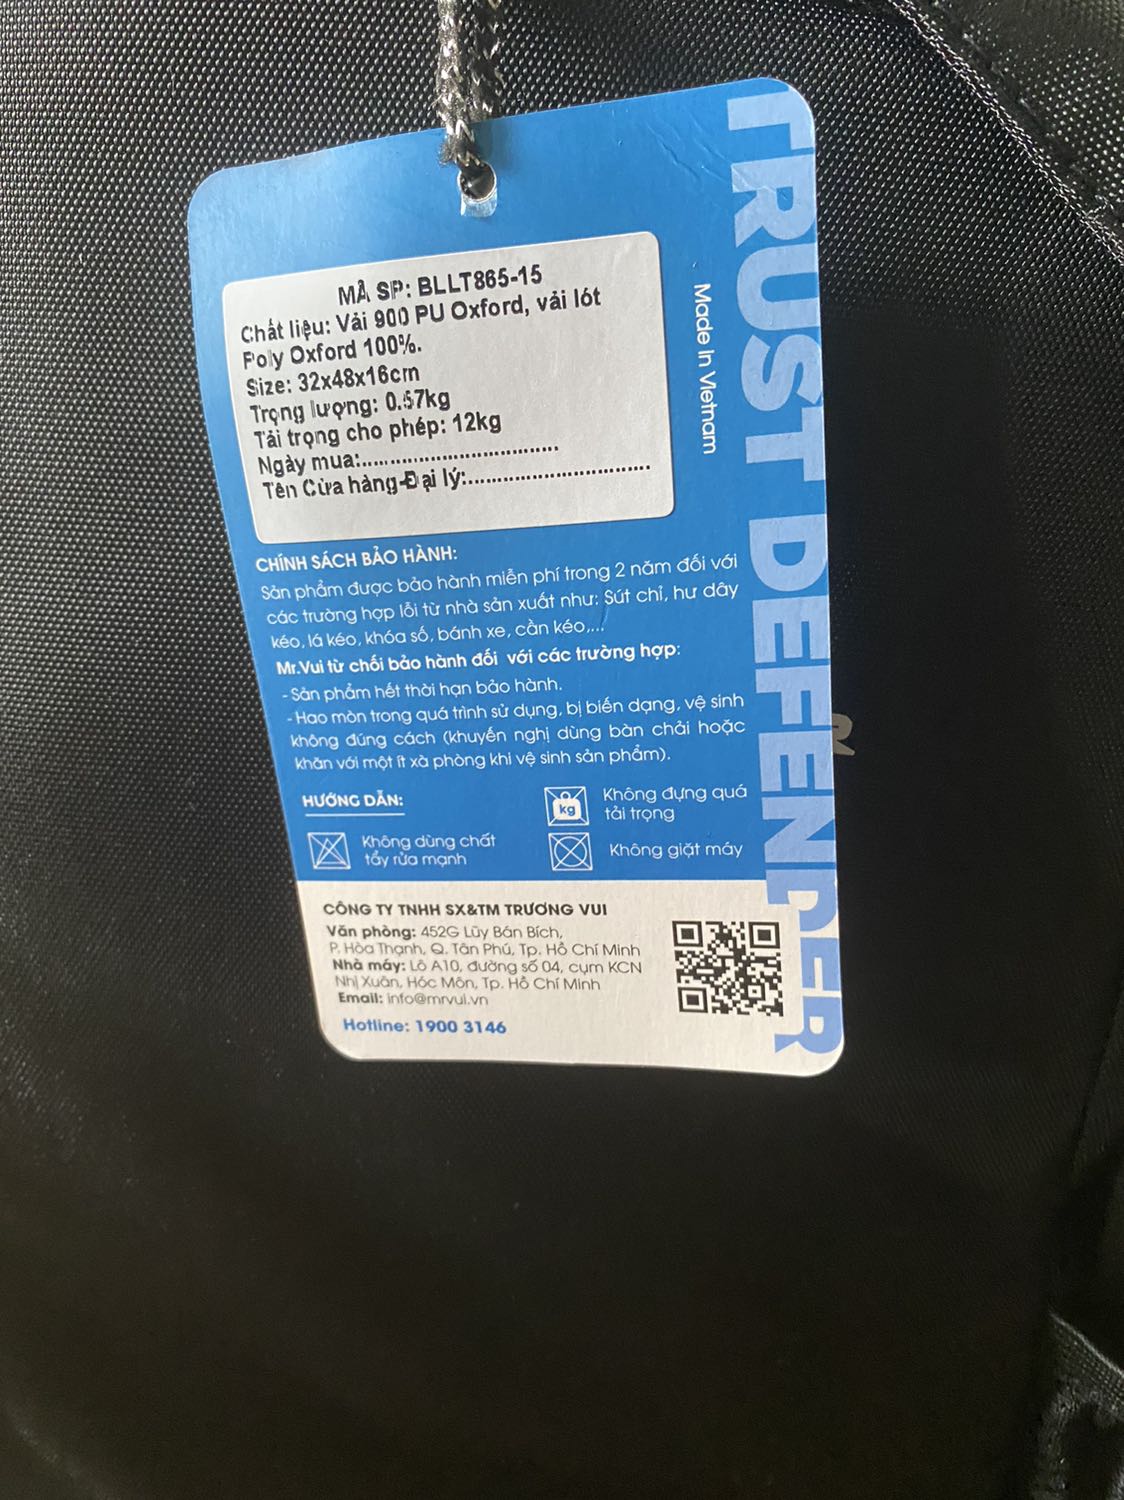 MÃ SP: BLLT865-15
Chất liệu: Vải 900 PU Oxford, vải lót
Poly Oxford 100%.
Size: 32x48x16cm
Trọng lượng: 0.67kg
Tải trọng cho phép: 12kg
Ngày mua:...................................
Tên Cửa hàng-Đại lý:................................
Made In Vietnam
TRUST DEFENDER
CHÍNH SÁCH BẢO HÀNH:
Sản phẩm được bảo hành miễn phí trong 2 năm đối với
các trường hợp lỗi từ nhà sản xuất như: Sút chỉ, hư dây
kéo, lá kéo, khóa số, bánh xe, cần kéo,...
Mr.Vui từ chối bảo hành đối với các trường hợp:
- Sản phẩm hết thời hạn bảo hành.
- Hao mòn trong quá trình sử dụng, bị biến dạng, vệ sinh
không đúng cách (khuyến nghị dùng bàn chải hoặc
khăn với một ít xà phòng khi vệ sinh sản phẩm).
HƯỚNG DẪN:
kg
Không đựng quá
tải trọng
Không dùng chất
tẩy rửa mạnh
Không giặt máy
CÔNG TY TNHH SX&TM TRƯƠNG VUI
Văn phòng: 452G Lũy Bán Bích,
P. Hòa Thạnh, Q. Tân Phú, Tp. Hồ Chí Minh
Nhà máy: Lô A10, đường số 04, cụm KCN
Nhị Xuân, Hóc Môn, Tp. Hồ Chí Minh
Email: info@mrvui.vn
Hotline: 1900 3146